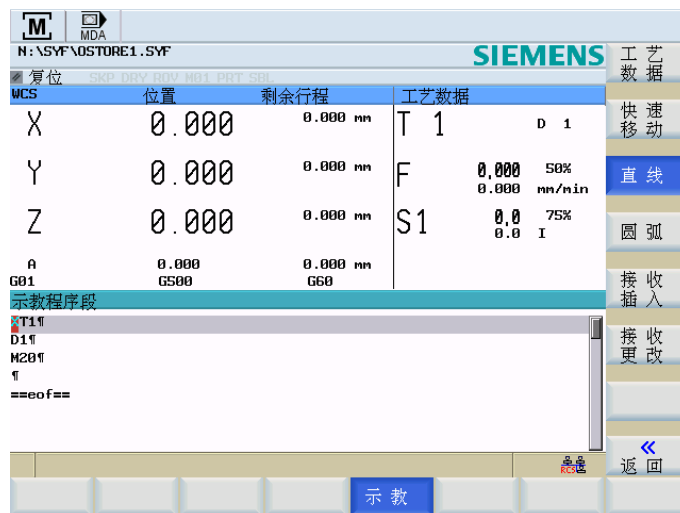 M MDA
N:\SYF\OSTORE1.SYF
SIEMENS
复位 SKP DRY ROV M01 PRT SBL
WCS 位置 剩余行程 工艺数据
X 0.000 0.000 mm T 1 D 1
Y 0.000 0.000 mm F 0,000 50%
0.000 mm/min
Z 0.000 0.000 mm S1 0.0 75%
0.0 I
A 0.000 0.000 mm
G01 G500 G60
示教程序段
T1¶
D1¶
M20¶
¶
==eof==
RCS
示教
工艺
数据
快速
移动
直线
圆弧
接收
插入
接收
更改
«
返回